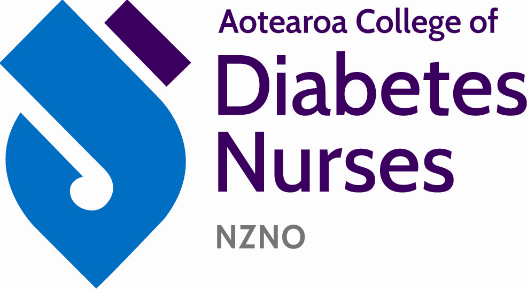 Aotearoa College of
Diabetes
Nurses
NZNO